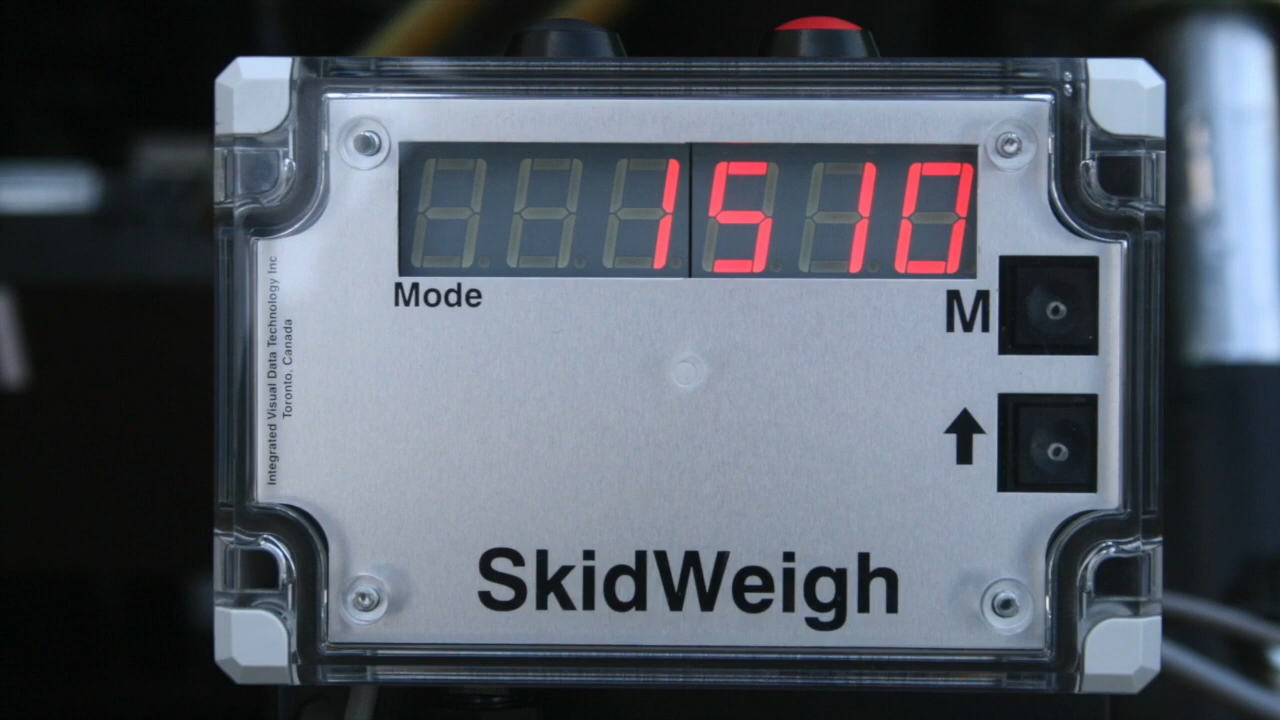 1510
Mode
M
Integrated Visual Data Technology Inc
Toronto, Canada
SkidWeigh